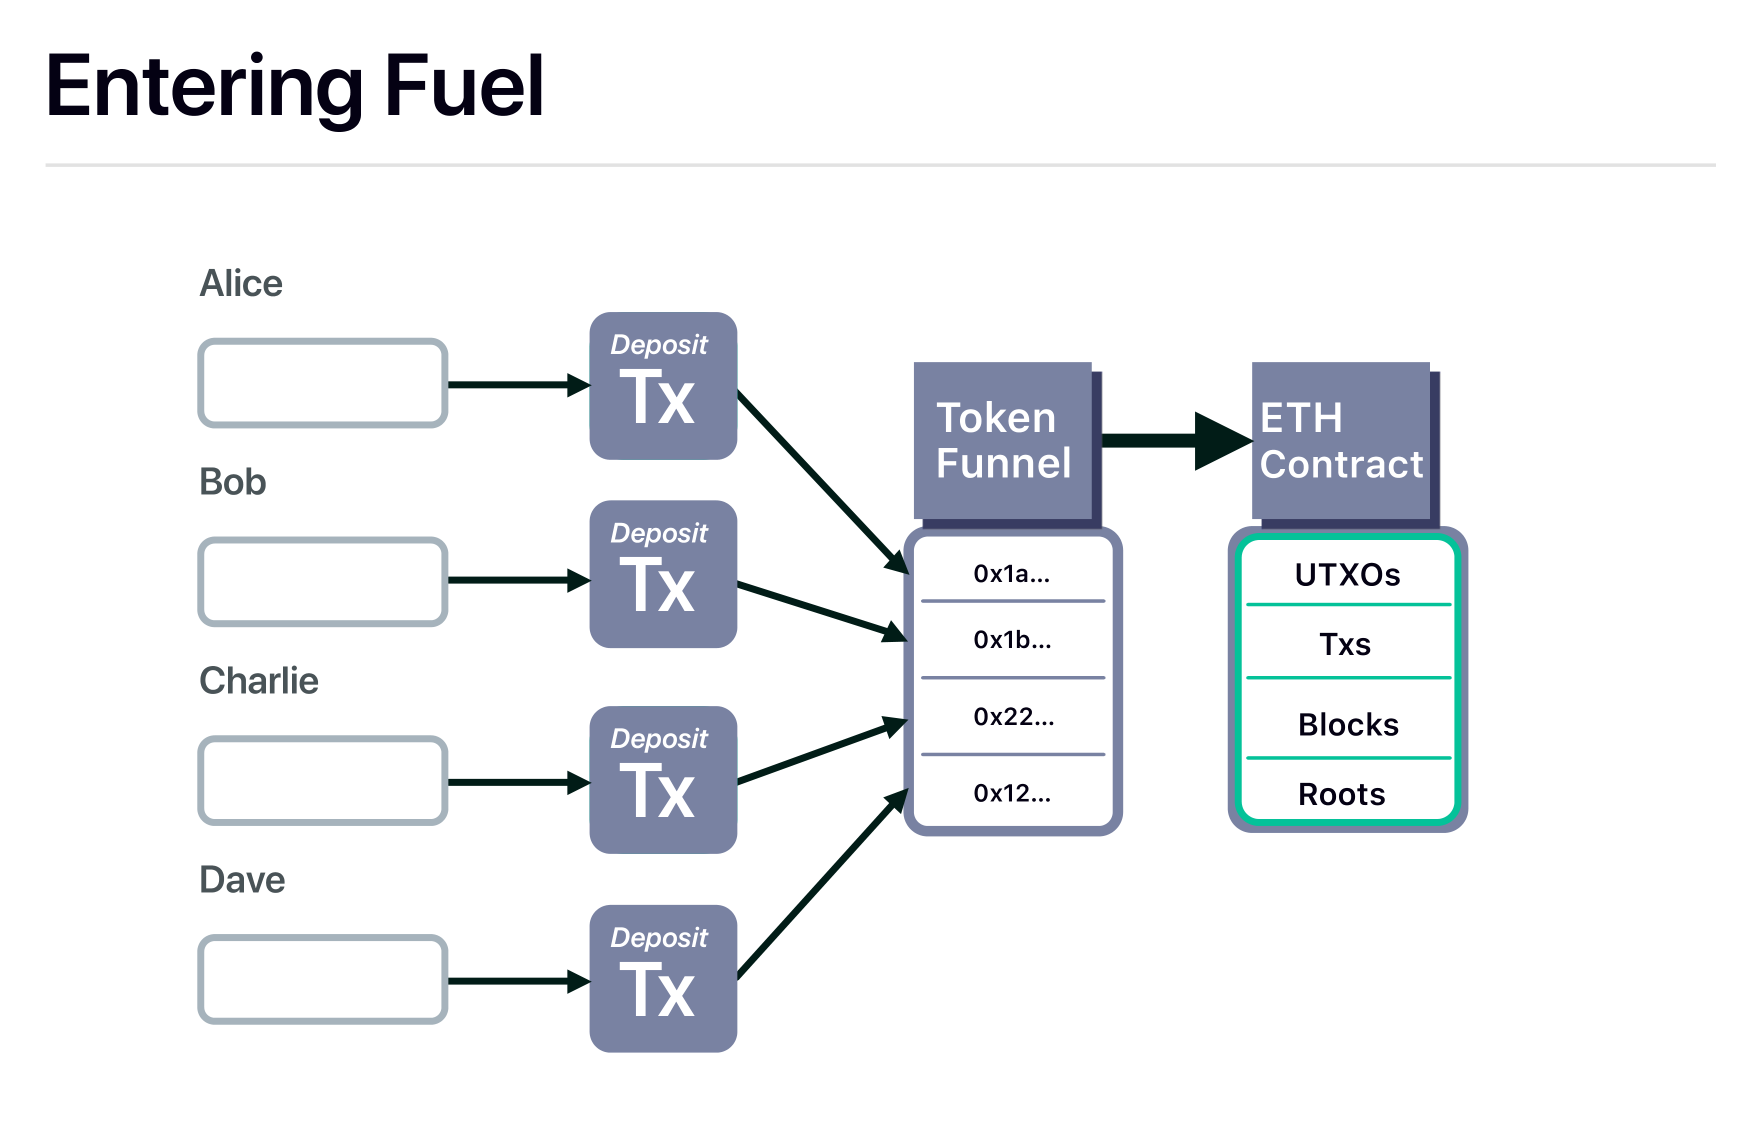 Entering Fuel
Alice
Deposit
Tx
Bob
Deposit
Tx
Charlie
Deposit
Tx
Dave
Deposit
Tx
Token
Funnel
0x1a...
0x1b...
0x22...
0x12...
ETH
Contract
UTXOs
Txs
Blocks
Roots